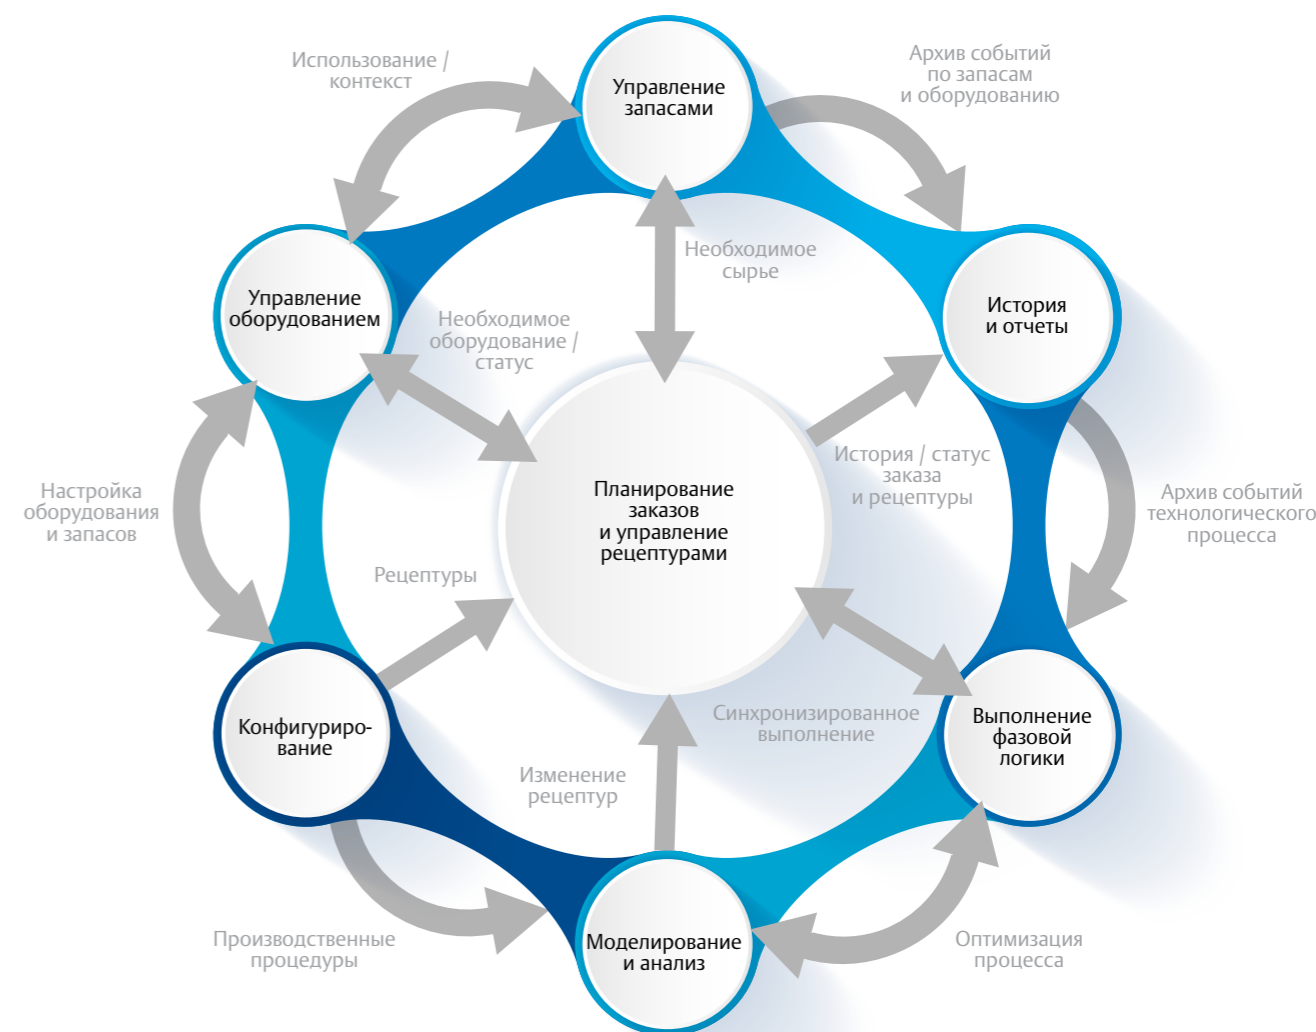 Использование /
контекст
Управление
запасами
Архив событий
по запасам
и оборудованию
Необходимое
сырье
Управление
оборудованием
Необходимое
оборудование /
статус
История
и отчеты
История / статус
заказа
и рецептуры
Настройка
оборудования
и запасов
Планирование
заказов
и управление
рецептурами
Архив событий
технологического
процесса
Рецептуры
Конфигуриро-
вание
Изменение
рецептур
Синхронизированное
выполнение
Выполнение
фазовой
логики
Производственные
процедуры
Моделирование
и анализ
Оптимизация
процесса